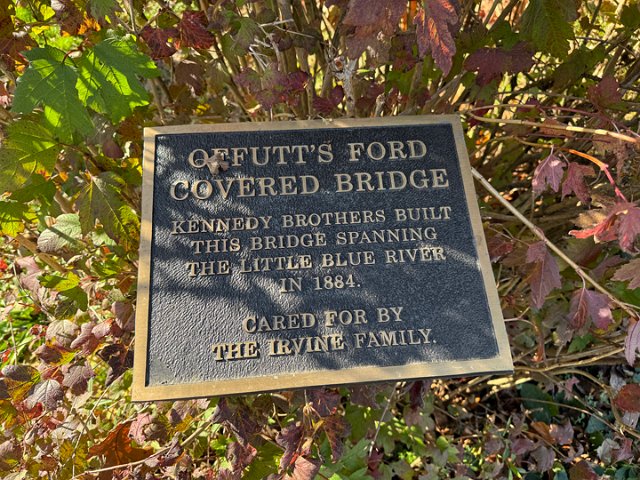 OFFUTT'S FORD
COVERED BRIDGE
KENNEDY BROTHERS BUILT
THIS BRIDGE SPANNING
THE LITTLE BLUE RIVER
IN 1884.
CARED FOR BY
THE IRVINE FAMILY.